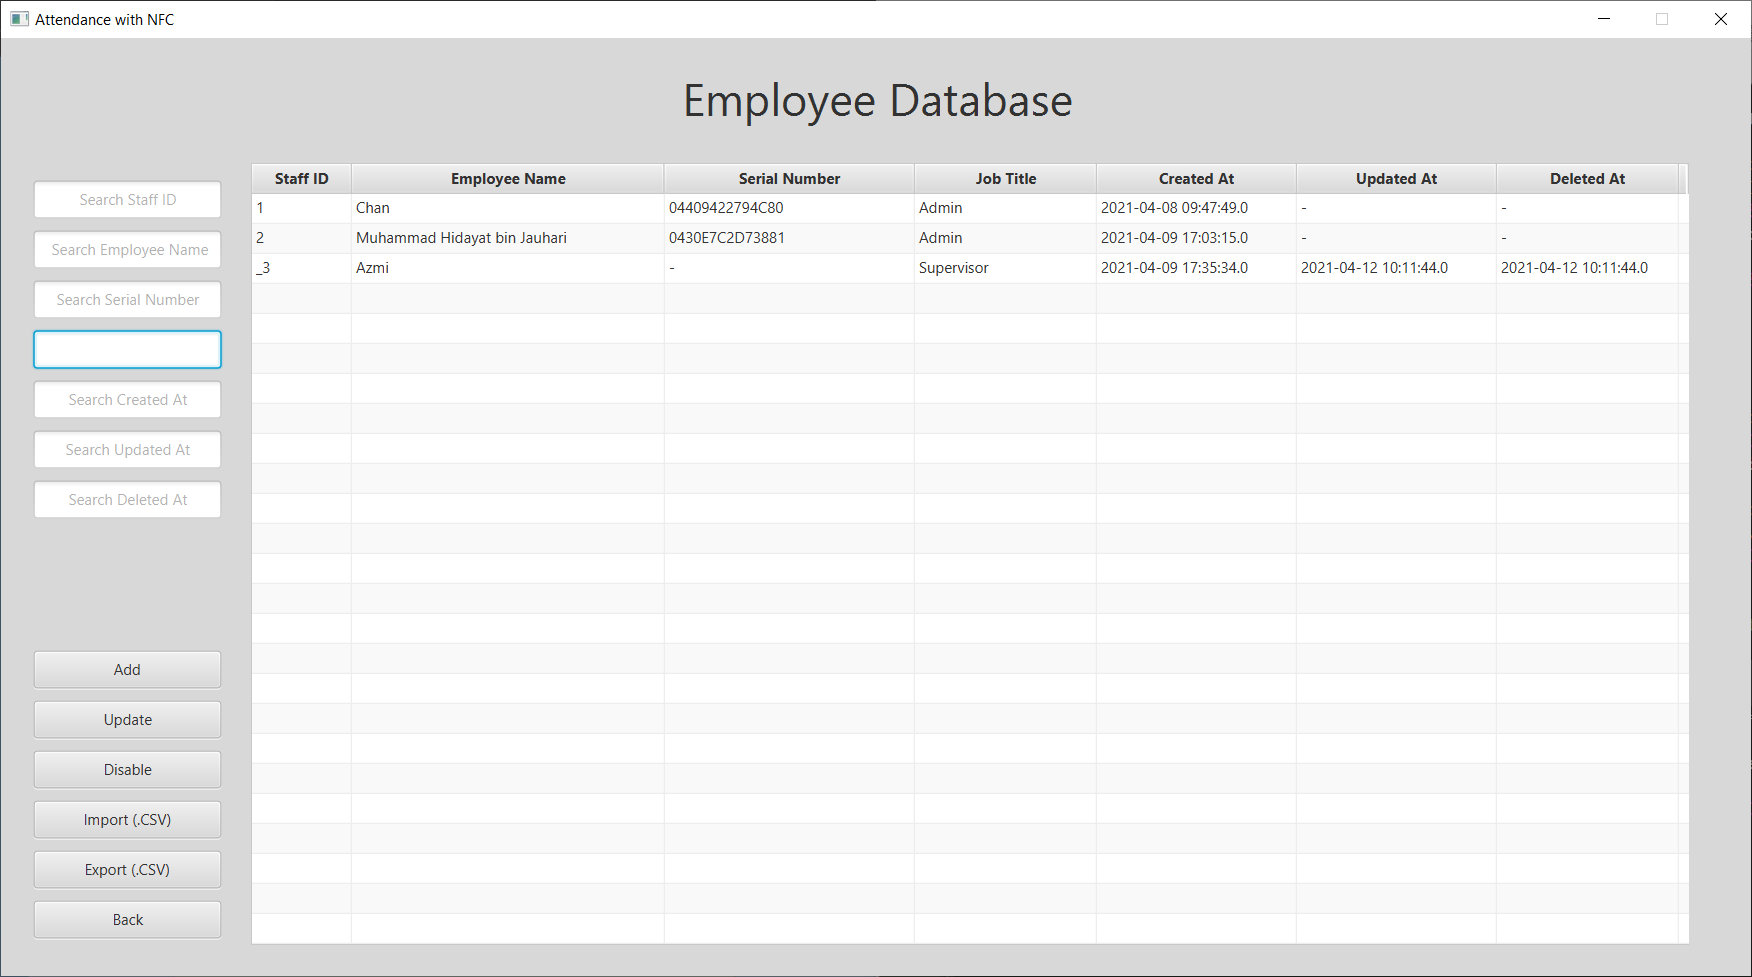 Attendance with NFC
Employee Database
Search Staff ID
Search Employee Name
Search Serial Number
Search Created At
Search Updated At
Search Deleted At
Add
Update
Disable
Import (.CSV)
Export (.CSV)
Back
Staff ID Employee Name Serial Number Job Title Created At Updated At Deleted At
1 Chan 04409422794C80 Admin 2021-04-08 09:47:49.0 - -
2 Muhammad Hidayat bin Jauhari 0430E7C2D73881 Admin 2021-04-09 17:03:15.0 - -
_3 Azmi - Supervisor 2021-04-09 17:35:34.0 2021-04-12 10:11:44.0 2021-04-12 10:11:44.0